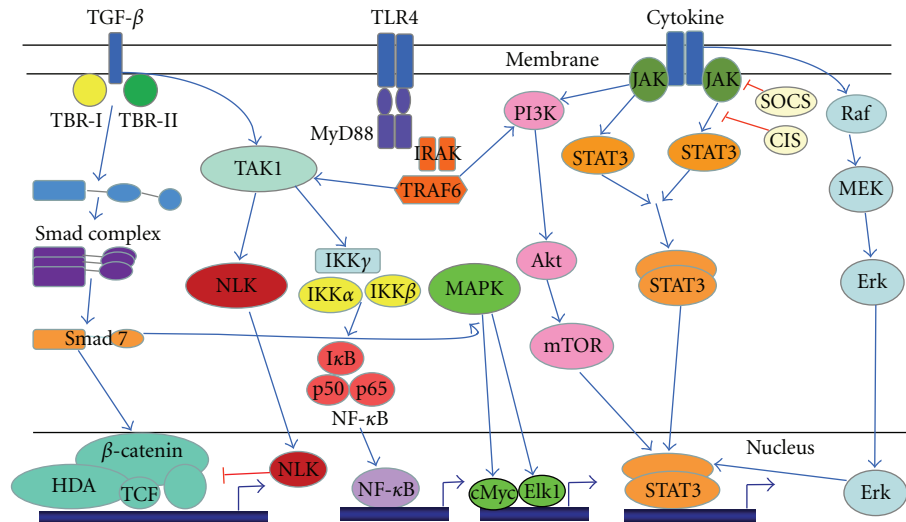 TGF-β
TLR4
Cytokine
Membrane
TBR-I
TBR-II
MyD88
IRAK
TRAF6
PI3K
JAK
JAK
SOCS
CIS
Raf
TAK1
STAT3
STAT3
MEK
Smad complex
NLK
IKKγ
IKKα
IKKβ
MAPK
Akt
STAT3
Erk
Smad 7
IκB
p50
p65
NF-κB
mTOR
Nucleus
β-catenin
HDA
TCF
NLK
NF-κB
cMyc
Elk1
STAT3
Erk